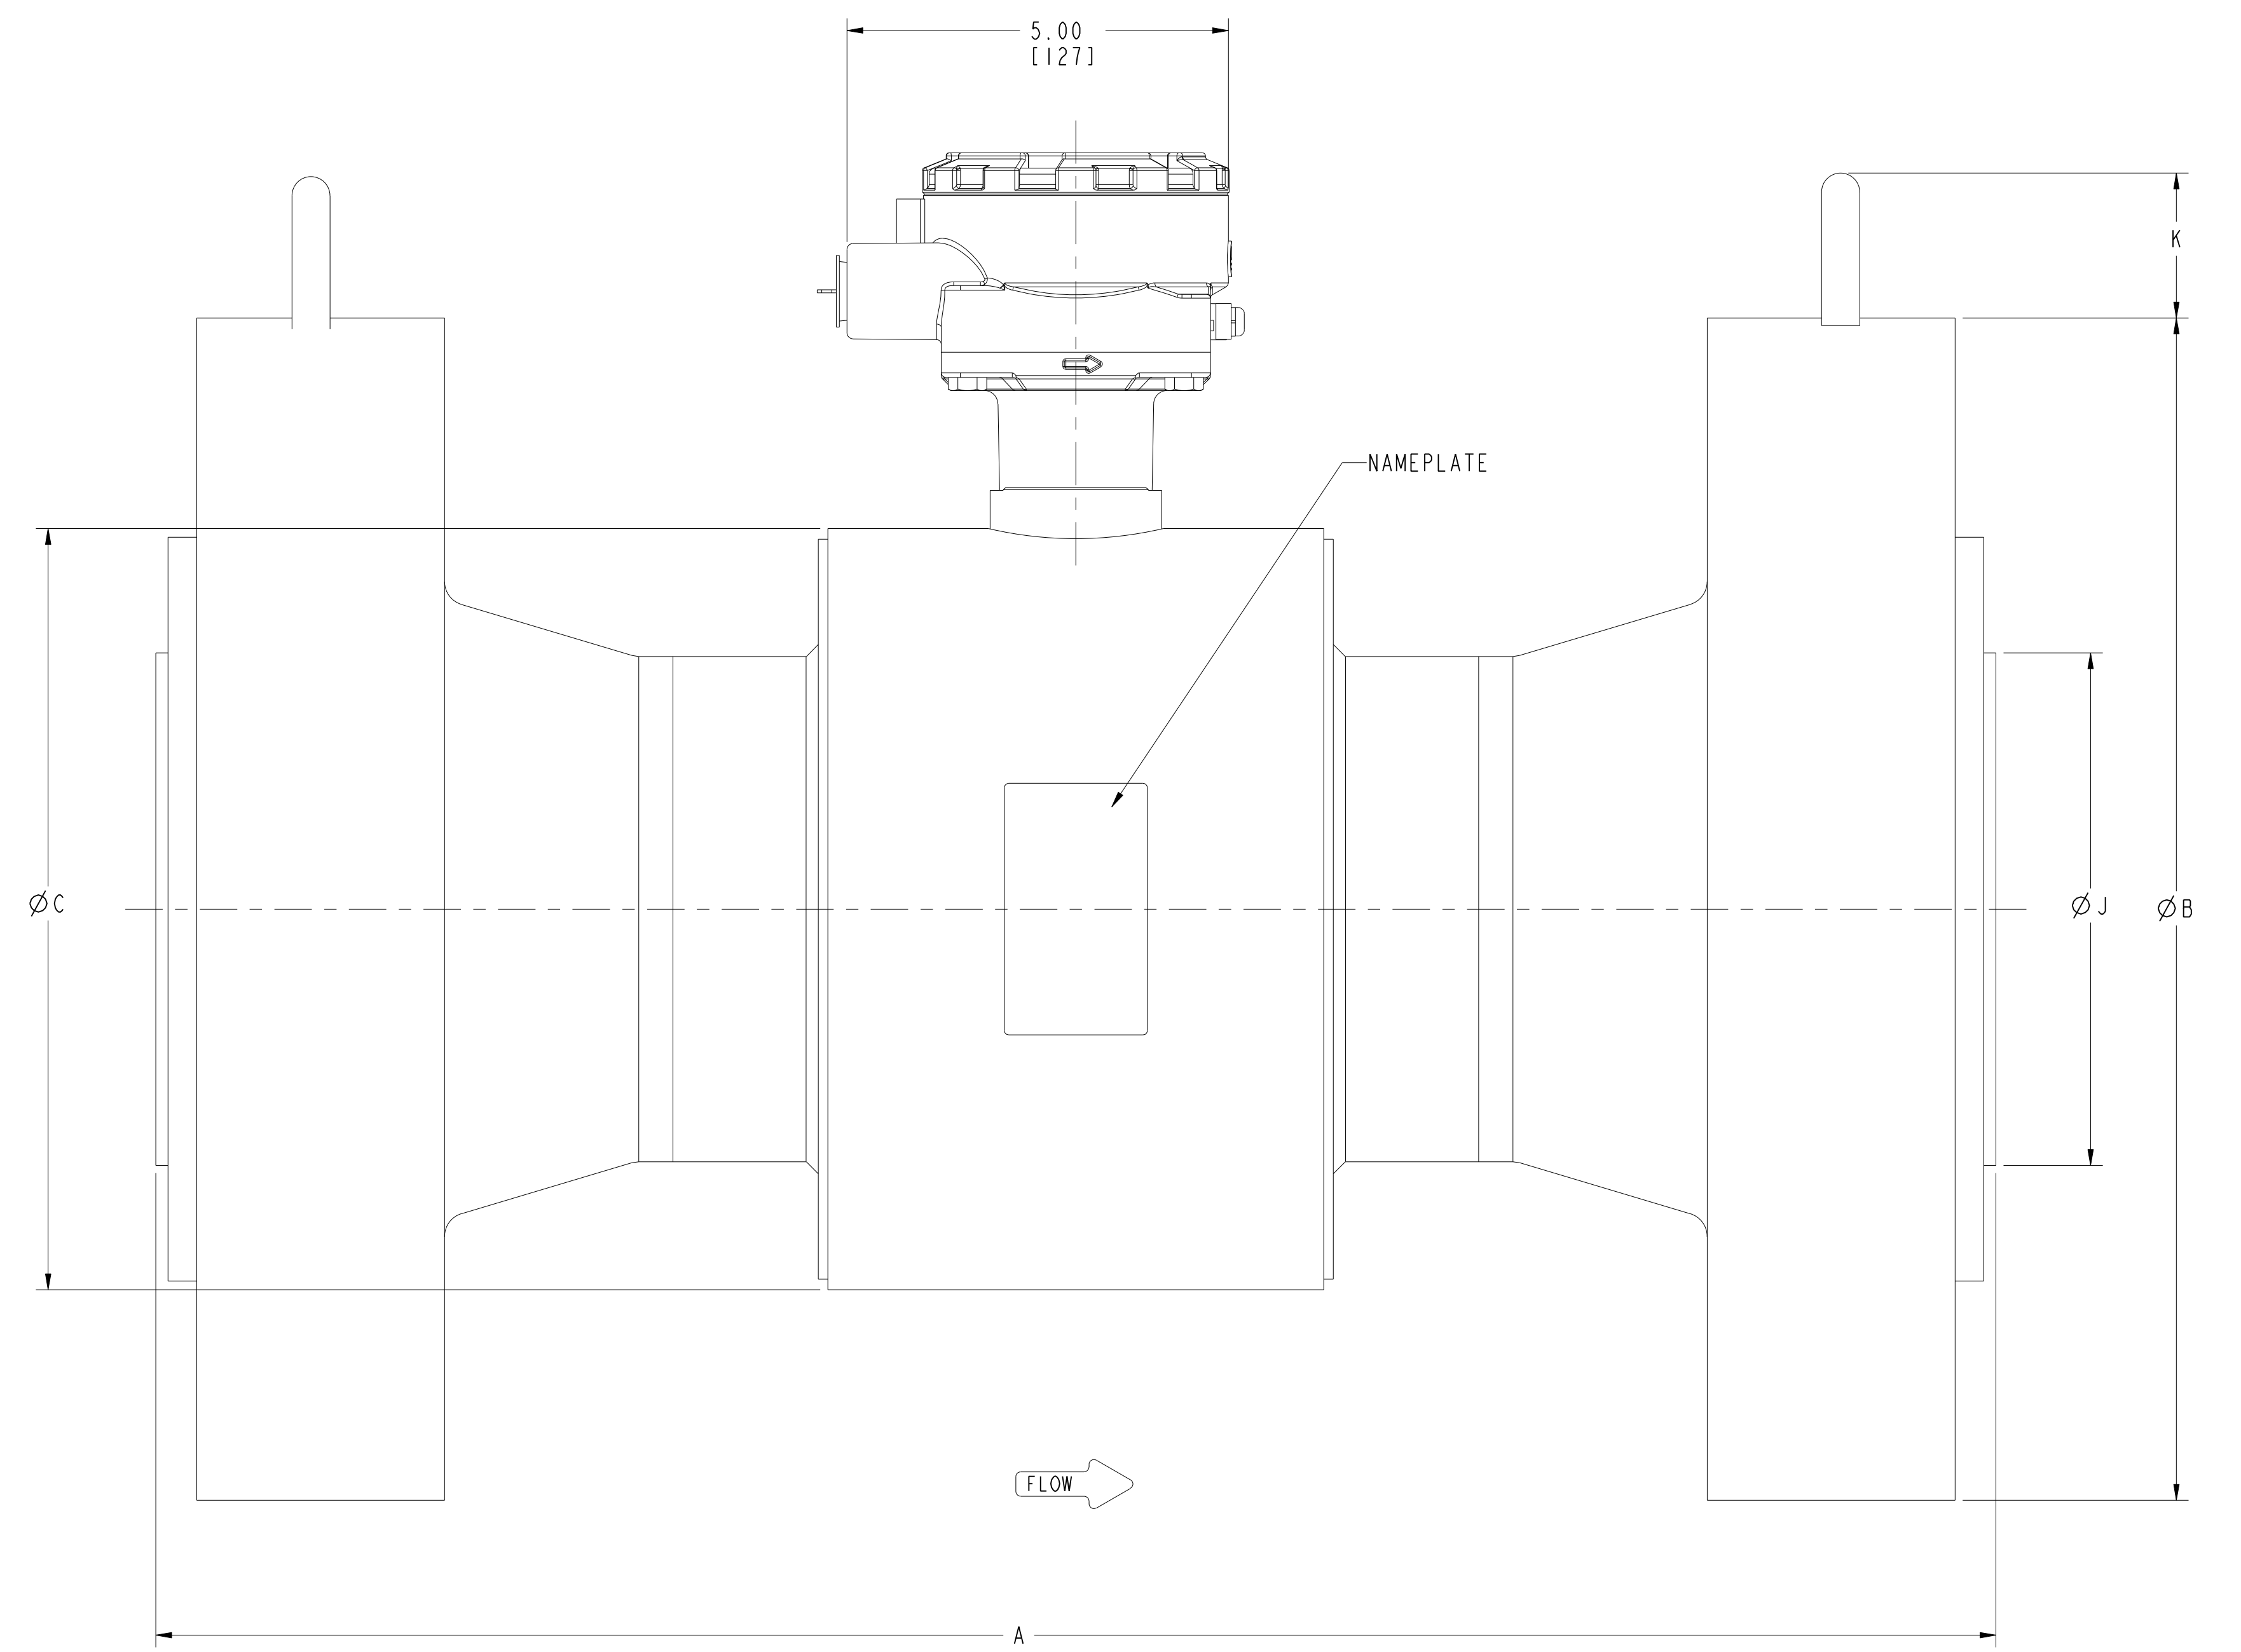 5.00
[127]
K
NAMEPLATE
ØC
ØJ
ØB
FLOW
A